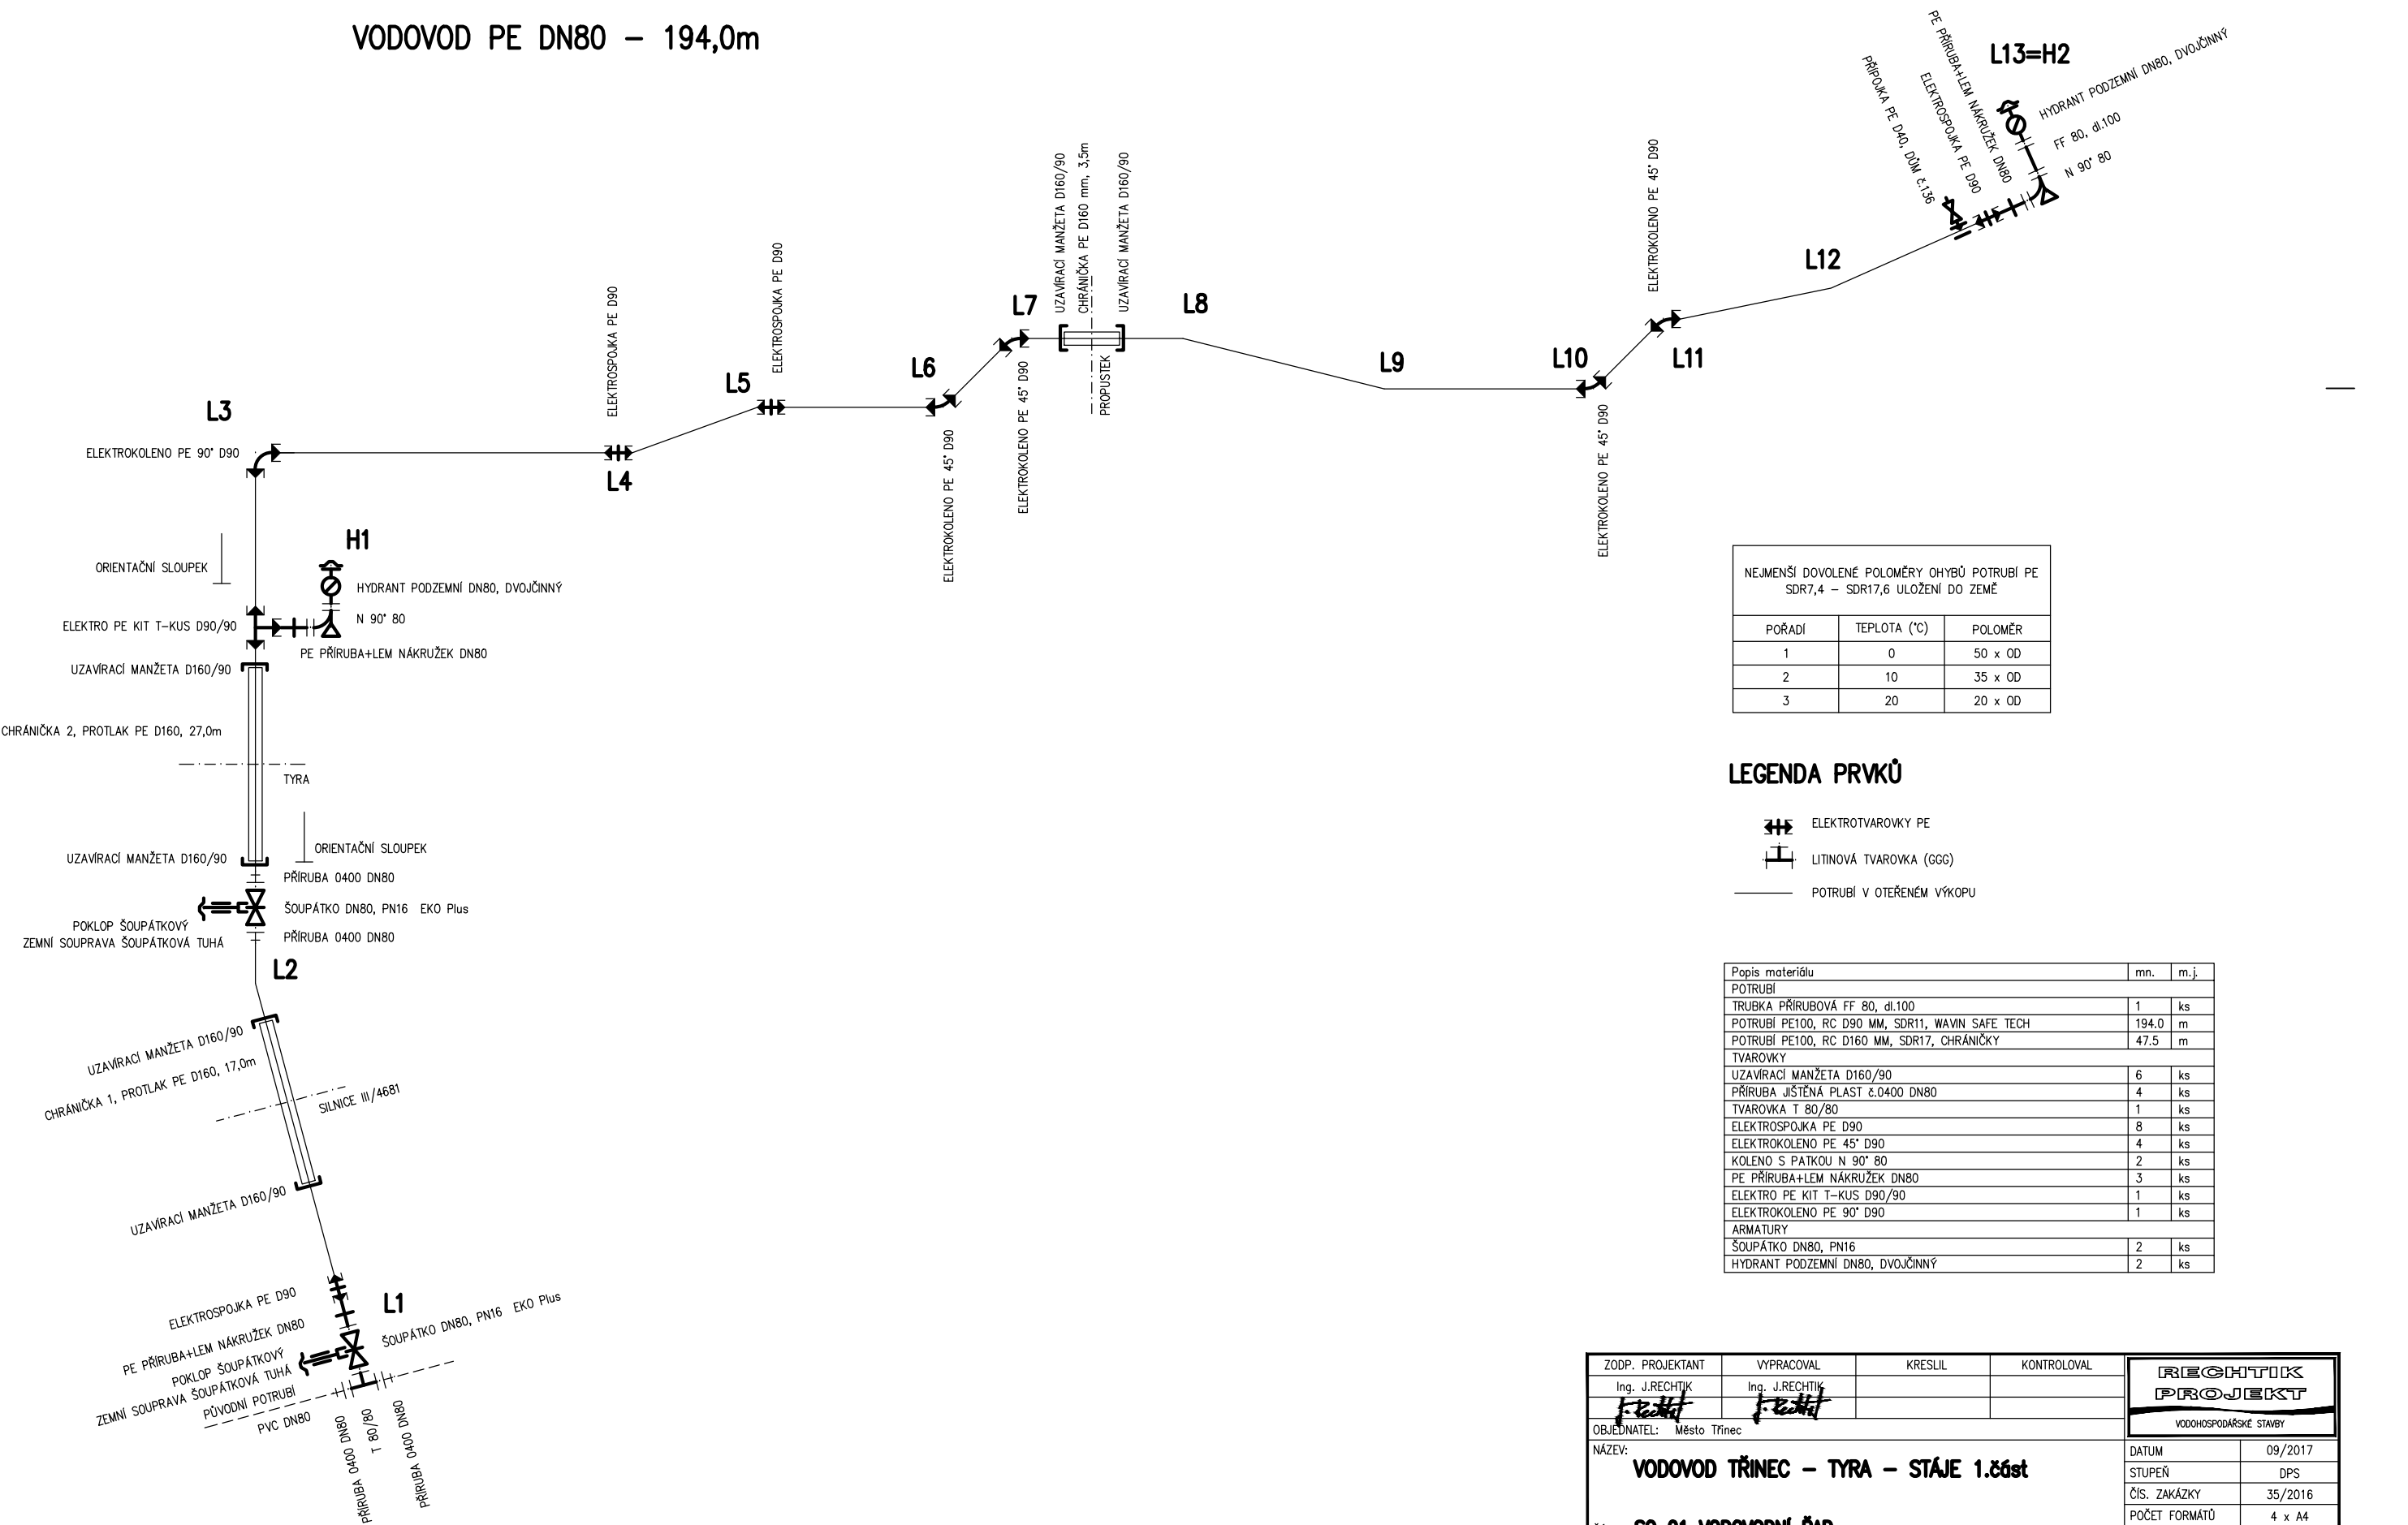 VODOVOD PE DN80 – 194,0m
L13=H2
PE PŘÍRUBA+LEM NÁKRUŽEK DN80
ELEKTROSPOJKA PE D90
PŘÍPOJKA PE D40, DŮM č.136
HYDRANT PODZEMNÍ DN80, DVOJČINNÝ
FF 80, dl.100
N 90° 80
L12
ELEKTROKOLENO PE 45° D90
L11
L10
ELEKTROKOLENO PE 45° D90
L9
L8
UZAVÍRACÍ MANŽETA D160/90
CHRÁNIČKA PE D160 mm, 3,5m
UZAVÍRACÍ MANŽETA D160/90
PROPUSTEK
L7
ELEKTROKOLENO PE 45° D90
L6
ELEKTROKOLENO PE 45° D90
ELEKTROSPOJKA PE D90
L5
ELEKTROSPOJKA PE D90
L4
L3
ELEKTROKOLENO PE 90° D90
ORIENTAČNÍ SLOUPEK
H1
HYDRANT PODZEMNÍ DN80, DVOJČINNÝ
N 90° 80
ELEKTRO PE KIT T–KUS D90/90
PE PŘÍRUBA+LEM NÁKRUŽEK DN80
UZAVÍRACÍ MANŽETA D160/90
CHRÁNIČKA 2, PROTLAK PE D160, 27,0m
TYRA
ORIENTAČNÍ SLOUPEK
UZAVÍRACÍ MANŽETA D160/90
PŘÍRUBA 0400 DN80
ŠOUPÁTKO DN80, PN16 EKO Plus
POKLOP ŠOUPÁTKOVÝ
ZEMNÍ SOUPRAVA ŠOUPÁTKOVÁ TUHÁ
PŘÍRUBA 0400 DN80
L2
UZAVÍRACÍ MANŽETA D160/90
CHRÁNIČKA 1, PROTLAK PE D160, 17,0m
SILNICE III/4681
UZAVÍRACÍ MANŽETA D160/90
ELEKTROSPOJKA PE D90
L1
ŠOUPÁTKO DN80, PN16 EKO Plus
PE PŘÍRUBA+LEM NÁKRUŽEK DN80
POKLOP ŠOUPÁTKOVÝ
ZEMNÍ SOUPRAVA ŠOUPÁTKOVÁ TUHÁ
PŮVODNÍ POTRUBÍ
PVC DN80
PŘÍRUBA 0400 DN80
T 80/80
PŘÍRUBA 0400 DN80
NEJMENŠÍ DOVOLENÉ POLOMĚRY OHYBŮ POTRUBÍ PE
SDR7,4 – SDR17,6 ULOŽENÍ DO ZEMĚ
POŘADÍ TEPLOTA (°C) POLOMĚR
1 0 50 x OD
2 10 35 x OD
3 20 20 x OD
LEGENDA PRVKŮ
ELEKTROTVAROVKY PE
LITINOVÁ TVAROVKA (GGG)
POTRUBÍ V OTEŘENÉM VÝKOPU
Popis materiálu mn. m.j.
POTRUBÍ
TRUBKA PŘÍRUBOVÁ FF 80, dl.100 1 ks
POTRUBÍ PE100, RC D90 MM, SDR11, WAVIN SAFE TECH 194.0 m
POTRUBÍ PE100, RC D160 MM, SDR17, CHRÁNIČKY 47.5 m
TVAROVKY
UZAVÍRACÍ MANŽETA D160/90 6 ks
PŘÍRUBA JIŠTĚNÁ PLAST č.0400 DN80 4 ks
TVAROVKA T 80/80 1 ks
ELEKTROSPOJKA PE D90 8 ks
ELEKTROKOLENO PE 45° D90 4 ks
KOLENO S PATKOU N 90° 80 2 ks
PE PŘÍRUBA+LEM NÁKRUŽEK DN80 3 ks
ELEKTRO PE KIT T–KUS D90/90 1 ks
ELEKTROKOLENO PE 90° D90 1 ks
ARMATURY
ŠOUPÁTKO DN80, PN16 2 ks
HYDRANT PODZEMNÍ DN80, DVOJČINNÝ 2 ks
ZODP. PROJEKTANT VYPRACOVAL KRESLIL KONTROLOVAL
Ing. J.RECHTIK Ing. J.RECHTIK
RECHTIK
PROJEKT
VODOHOSPODÁŘSKÉ STAVBY
OBJEDNATEL: Město Třinec
NÁZEV:
VODOVOD TŘINEC – TYRA – STÁJE 1.část
DATUM 09/2017
STUPEŇ DPS
ČÍS. ZAKÁZKY 35/2016
POČET FORMÁTŮ 4 x A4
SO 01 VODOVODNÍ ŘAD